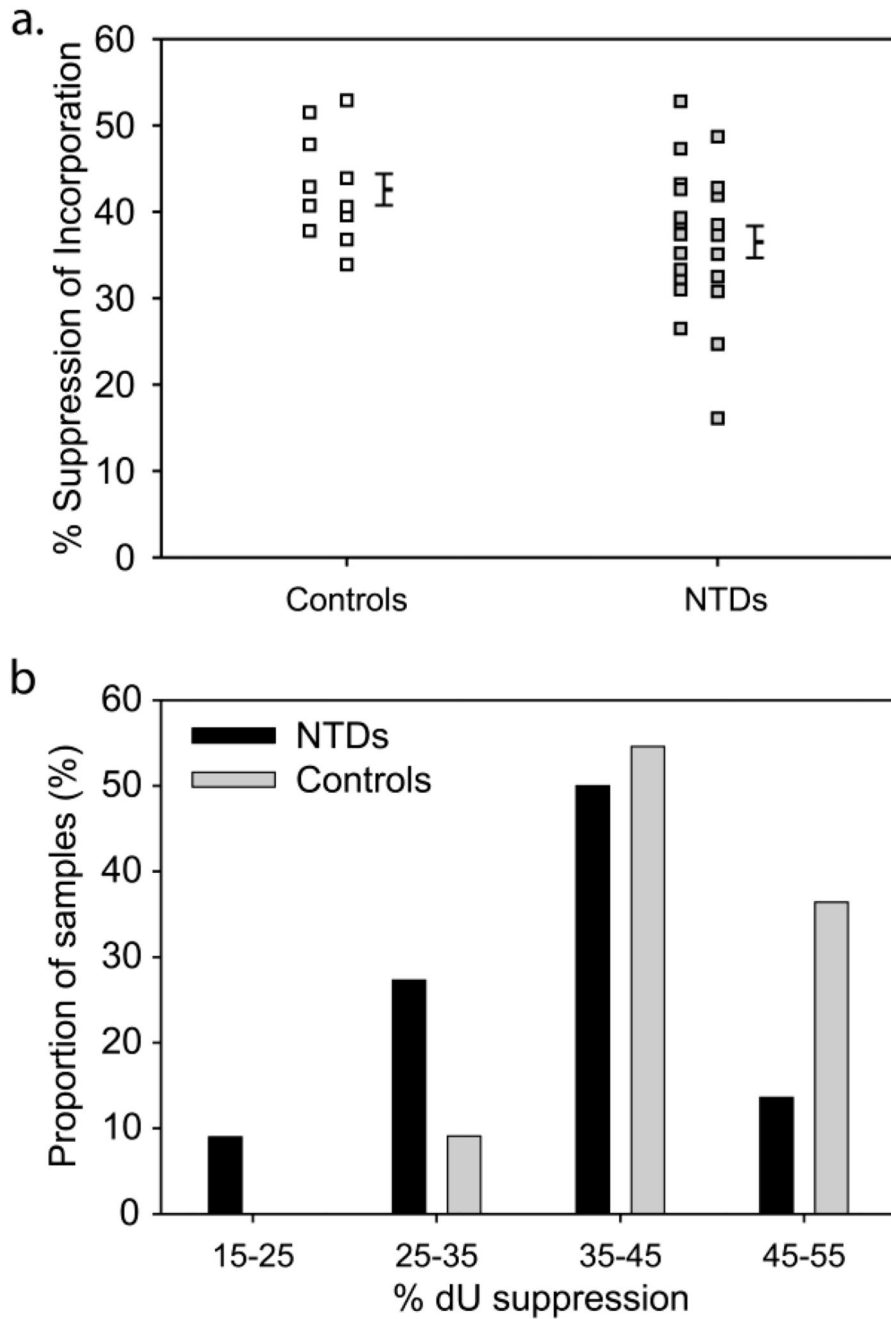 a.
60
50
40
30
20
10
0
% Suppression of Incorporation
Controls NTDs
b
60
50
40
30
20
10
0
Proportion of samples (%)
NTDs
Controls
15-25 25-35 35-45 45-55
% dU suppression